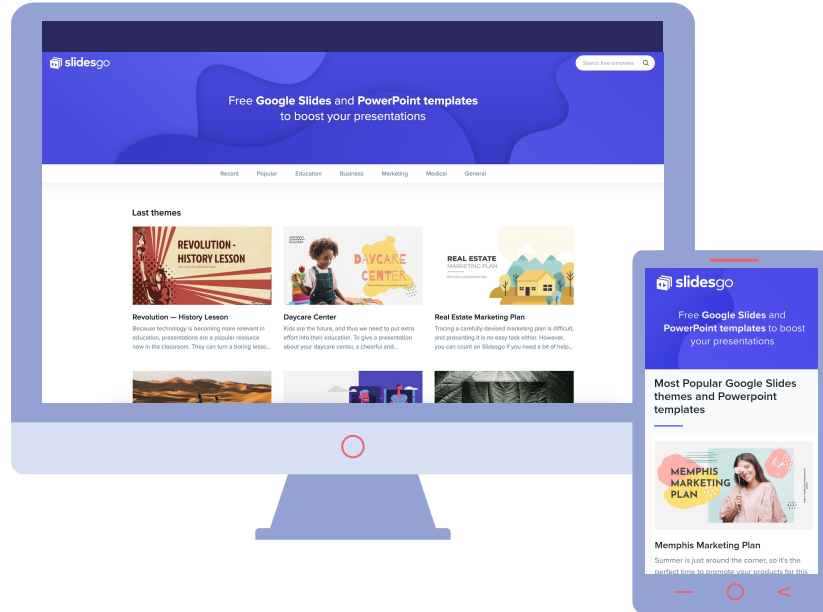 slidesgo
Search free templates
Free Google Slides and PowerPoint templates
to boost your presentations
Recent Popular Education Business Marketing Medical General
Last themes
REVOLUTION -
HISTORY LESSON
DAYCARE
CENTER
REAL ESTATE
MARKETING PLAN
Revolution — History Lesson
Because technology is becoming more relevant in
education, presentations are a popular resource
now in the classroom. They can turn a boring lesso...
Daycare Center
Kids are the future, and thus we need to put extra
effort into their education. To give a presentation
about your daycare center, a cheerful and...
Real Estate Marketing Plan
Tracing a carefully devised marketing plan is difficult,
and presenting it is no easy task either. However,
you can count on Slidesgo if you need a bit of help...
slidesgo
Free Google Slides and
PowerPoint templates to boost
your presentations
Most Popular Google Slides
themes and Powerpoint
templates
MEMPHIS
MARKETING
PLAN
Memphis Marketing Plan
Summer is just around the corner, so it's the
perfect time to promote your products for this